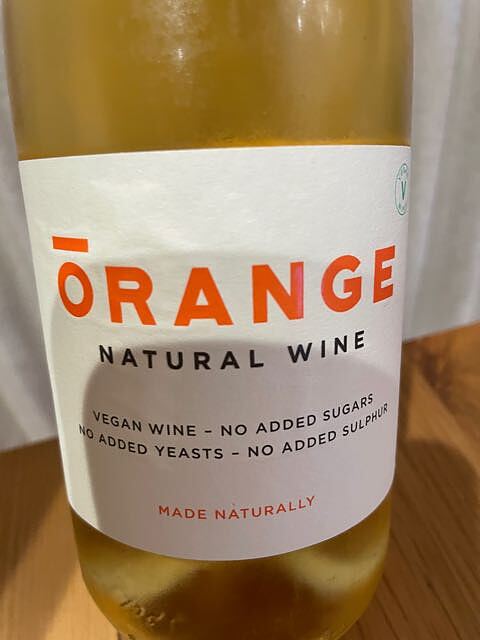 V
ŌRANGE
NATURAL WINE
VEGAN WINE – NO ADDED SUGARS
NO ADDED YEASTS – NO ADDED SULPHUR
MADE NATURALLY